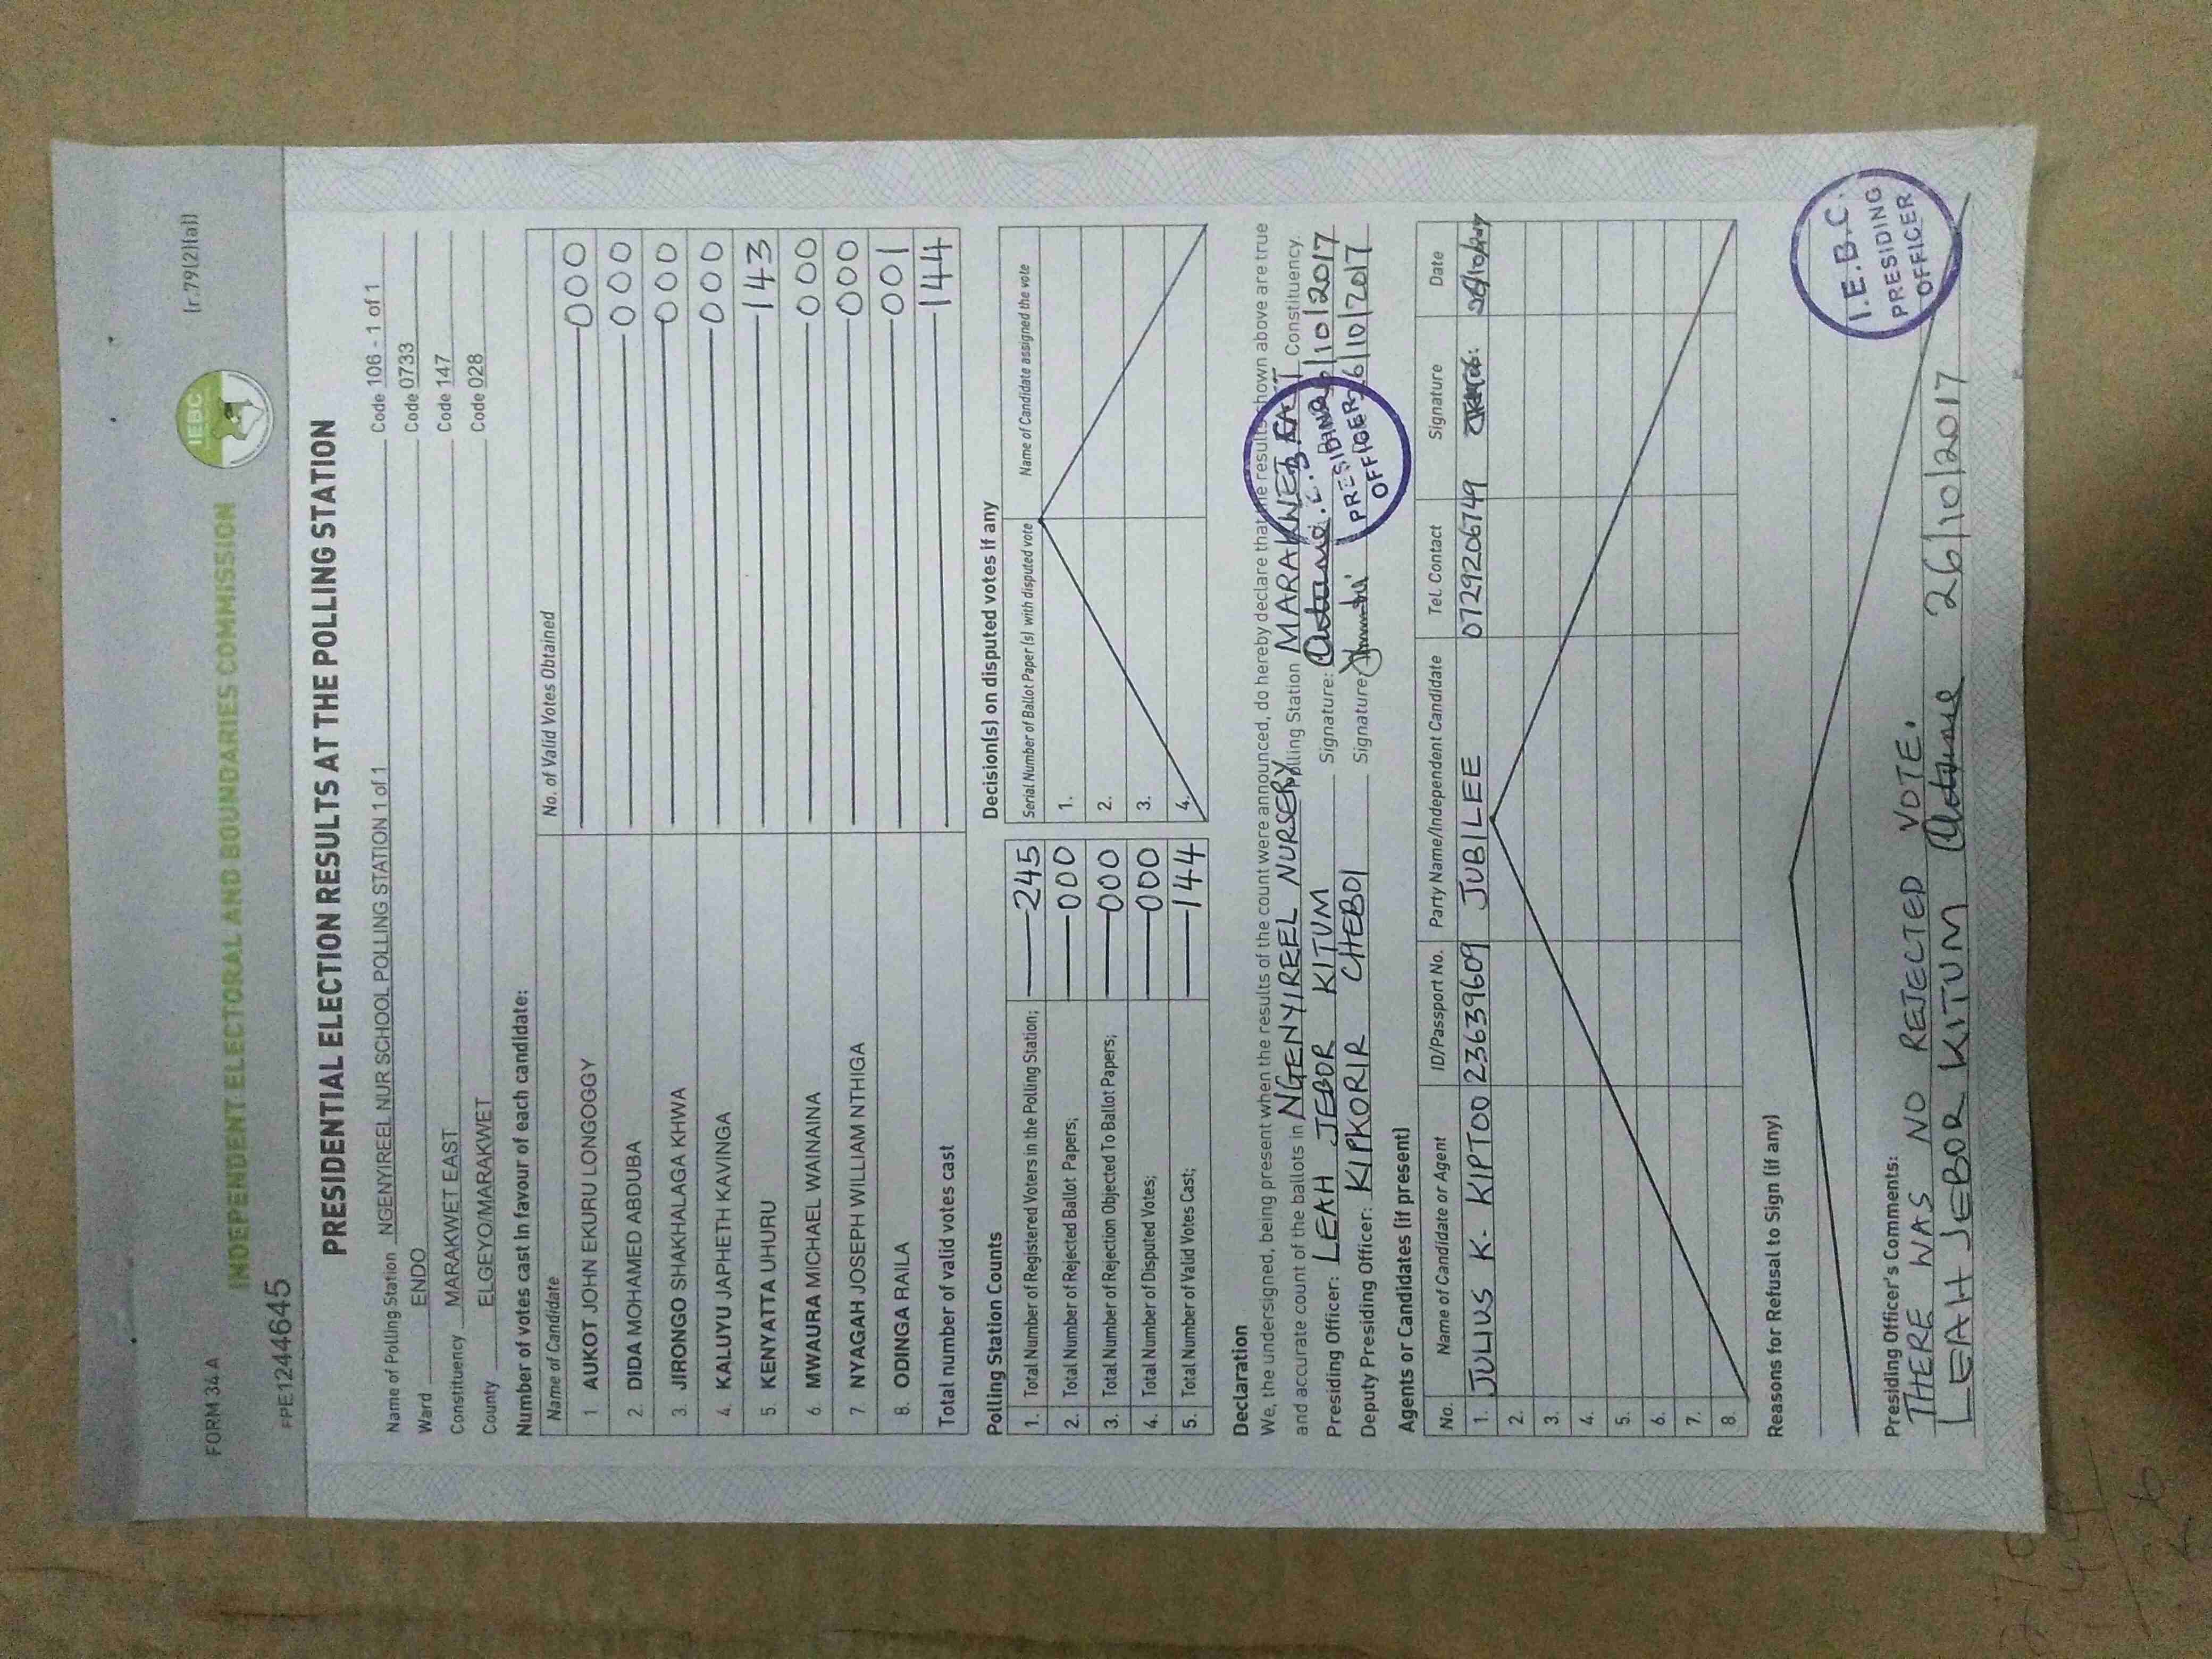 FORM 34 A
[r.79(2)(a)]
INDEPENDENT ELECTORAL AND BOUNDARIES COMMISSION
IEBC
FPE1244645
PRESIDENTIAL ELECTION RESULTS AT THE POLLING STATION
Name of Polling Station NGENYIREEL NUR SCHOOL POLLING STATION 1 of 1 Code 106 - 1 of 1
Ward ENDO Code 0733
Constituency MARAKWET EAST Code 147
County ELGEYO/MARAKWET Code 028
Number of votes cast in favour of each candidate:
Name of Candidate No. of Valid Votes Obtained
1 AUKOT JOHN EKURU LONGOGGY 000
2. DIDA MOHAMED ABDUBA 000
3. JIRONGO SHAKHALAGA KHWA 000
4. KALUYU JAPHETH KAVINGA 000
5. KENYATTA UHURU 143
6. MWAURA MICHAEL WAINAINA 000
7. NYAGAH JOSEPH WILLIAM NTHIGA 000
8. ODINGA RAILA 001
Total number of valid votes cast 144
Polling Station Counts
1. Total Number of Registered Voters in the Polling Station; 245
2. Total Number of Rejected Ballot Papers; 000
3. Total Number of Rejection Objected To Ballot Papers; 000
4. Total Number of Disputed Votes; 000
5. Total Number of Valid Votes Cast; 144
Decision(s) on disputed votes if any
Serial Number of Ballot Paper (s) with disputed vote Name of Candidate assigned the vote
1.
2.
3.
4.
Declaration
We, the undersigned, being present when the results of the count were announced, do hereby declare that the results shown above are true
and accurate count of the ballots in NGENYIREEL NURSERY Polling Station MARAKWET EAST Constituency.
Presiding Officer: LEAH JEBOR KITUM Signature: 26/10/2017
Deputy Presiding Officer: KIPKORIR CHEBOI Signature: 26/10/2017
PRESIDING
OFFICER
Agents or Candidates (if present)
No. Name of Candidate or Agent ID/Passport No. Party Name/Independent Candidate Tel. Contact Signature Date
1. JULIUS K. KIPTOO 23639609 JUBILEE 0729206749 26/10/2017
2.
3.
4.
5.
6.
7.
8.
Reasons for Refusal to Sign (if any)
Presiding Officer's Comments:
THERE WAS NO REJECTED VOTE.
LEAH JEBOR KITUM 26/10/2017
I.E.B.C.
PRESIDING
OFFICER